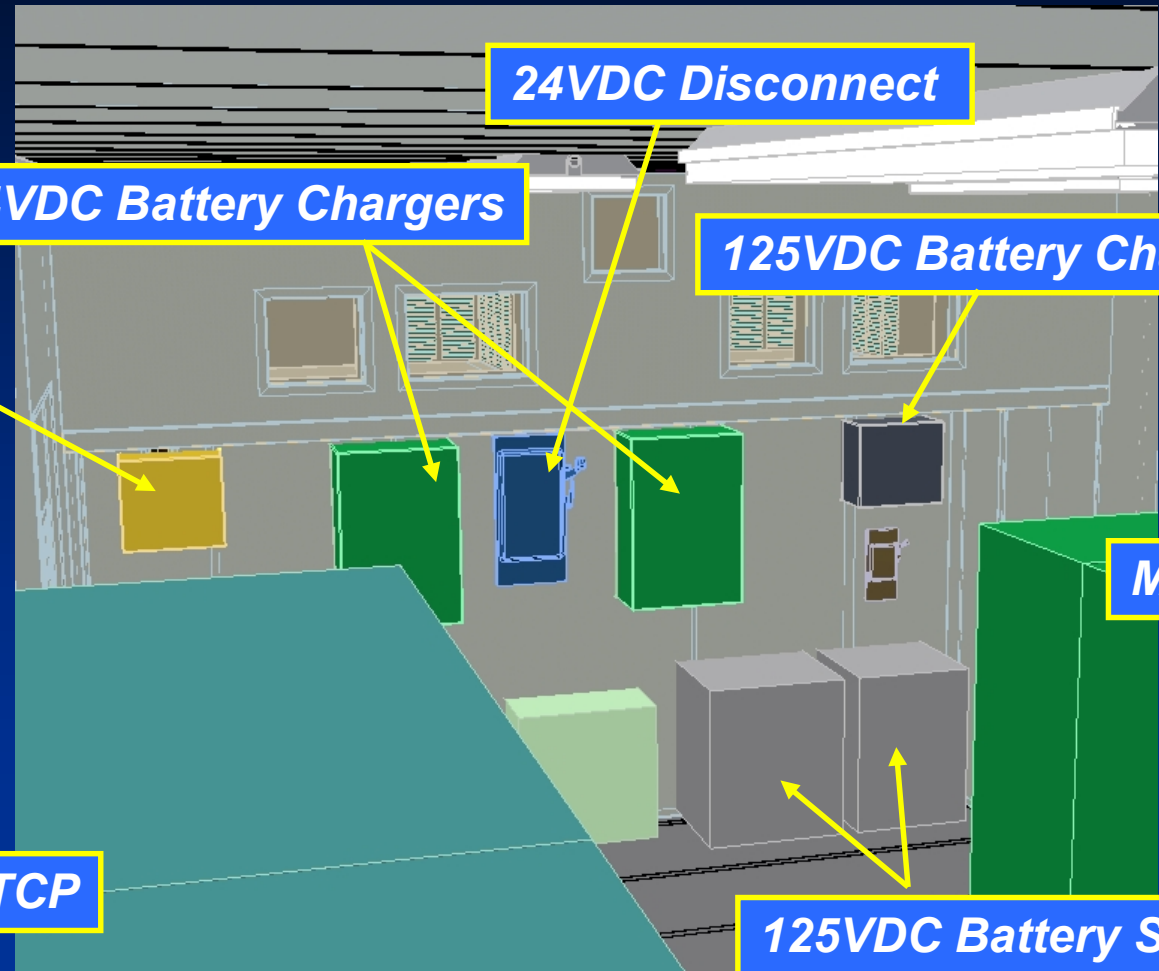 24VDC Disconnect
VDC Battery Chargers
125VDC Battery Ch
M
TCP
125VDC Battery S